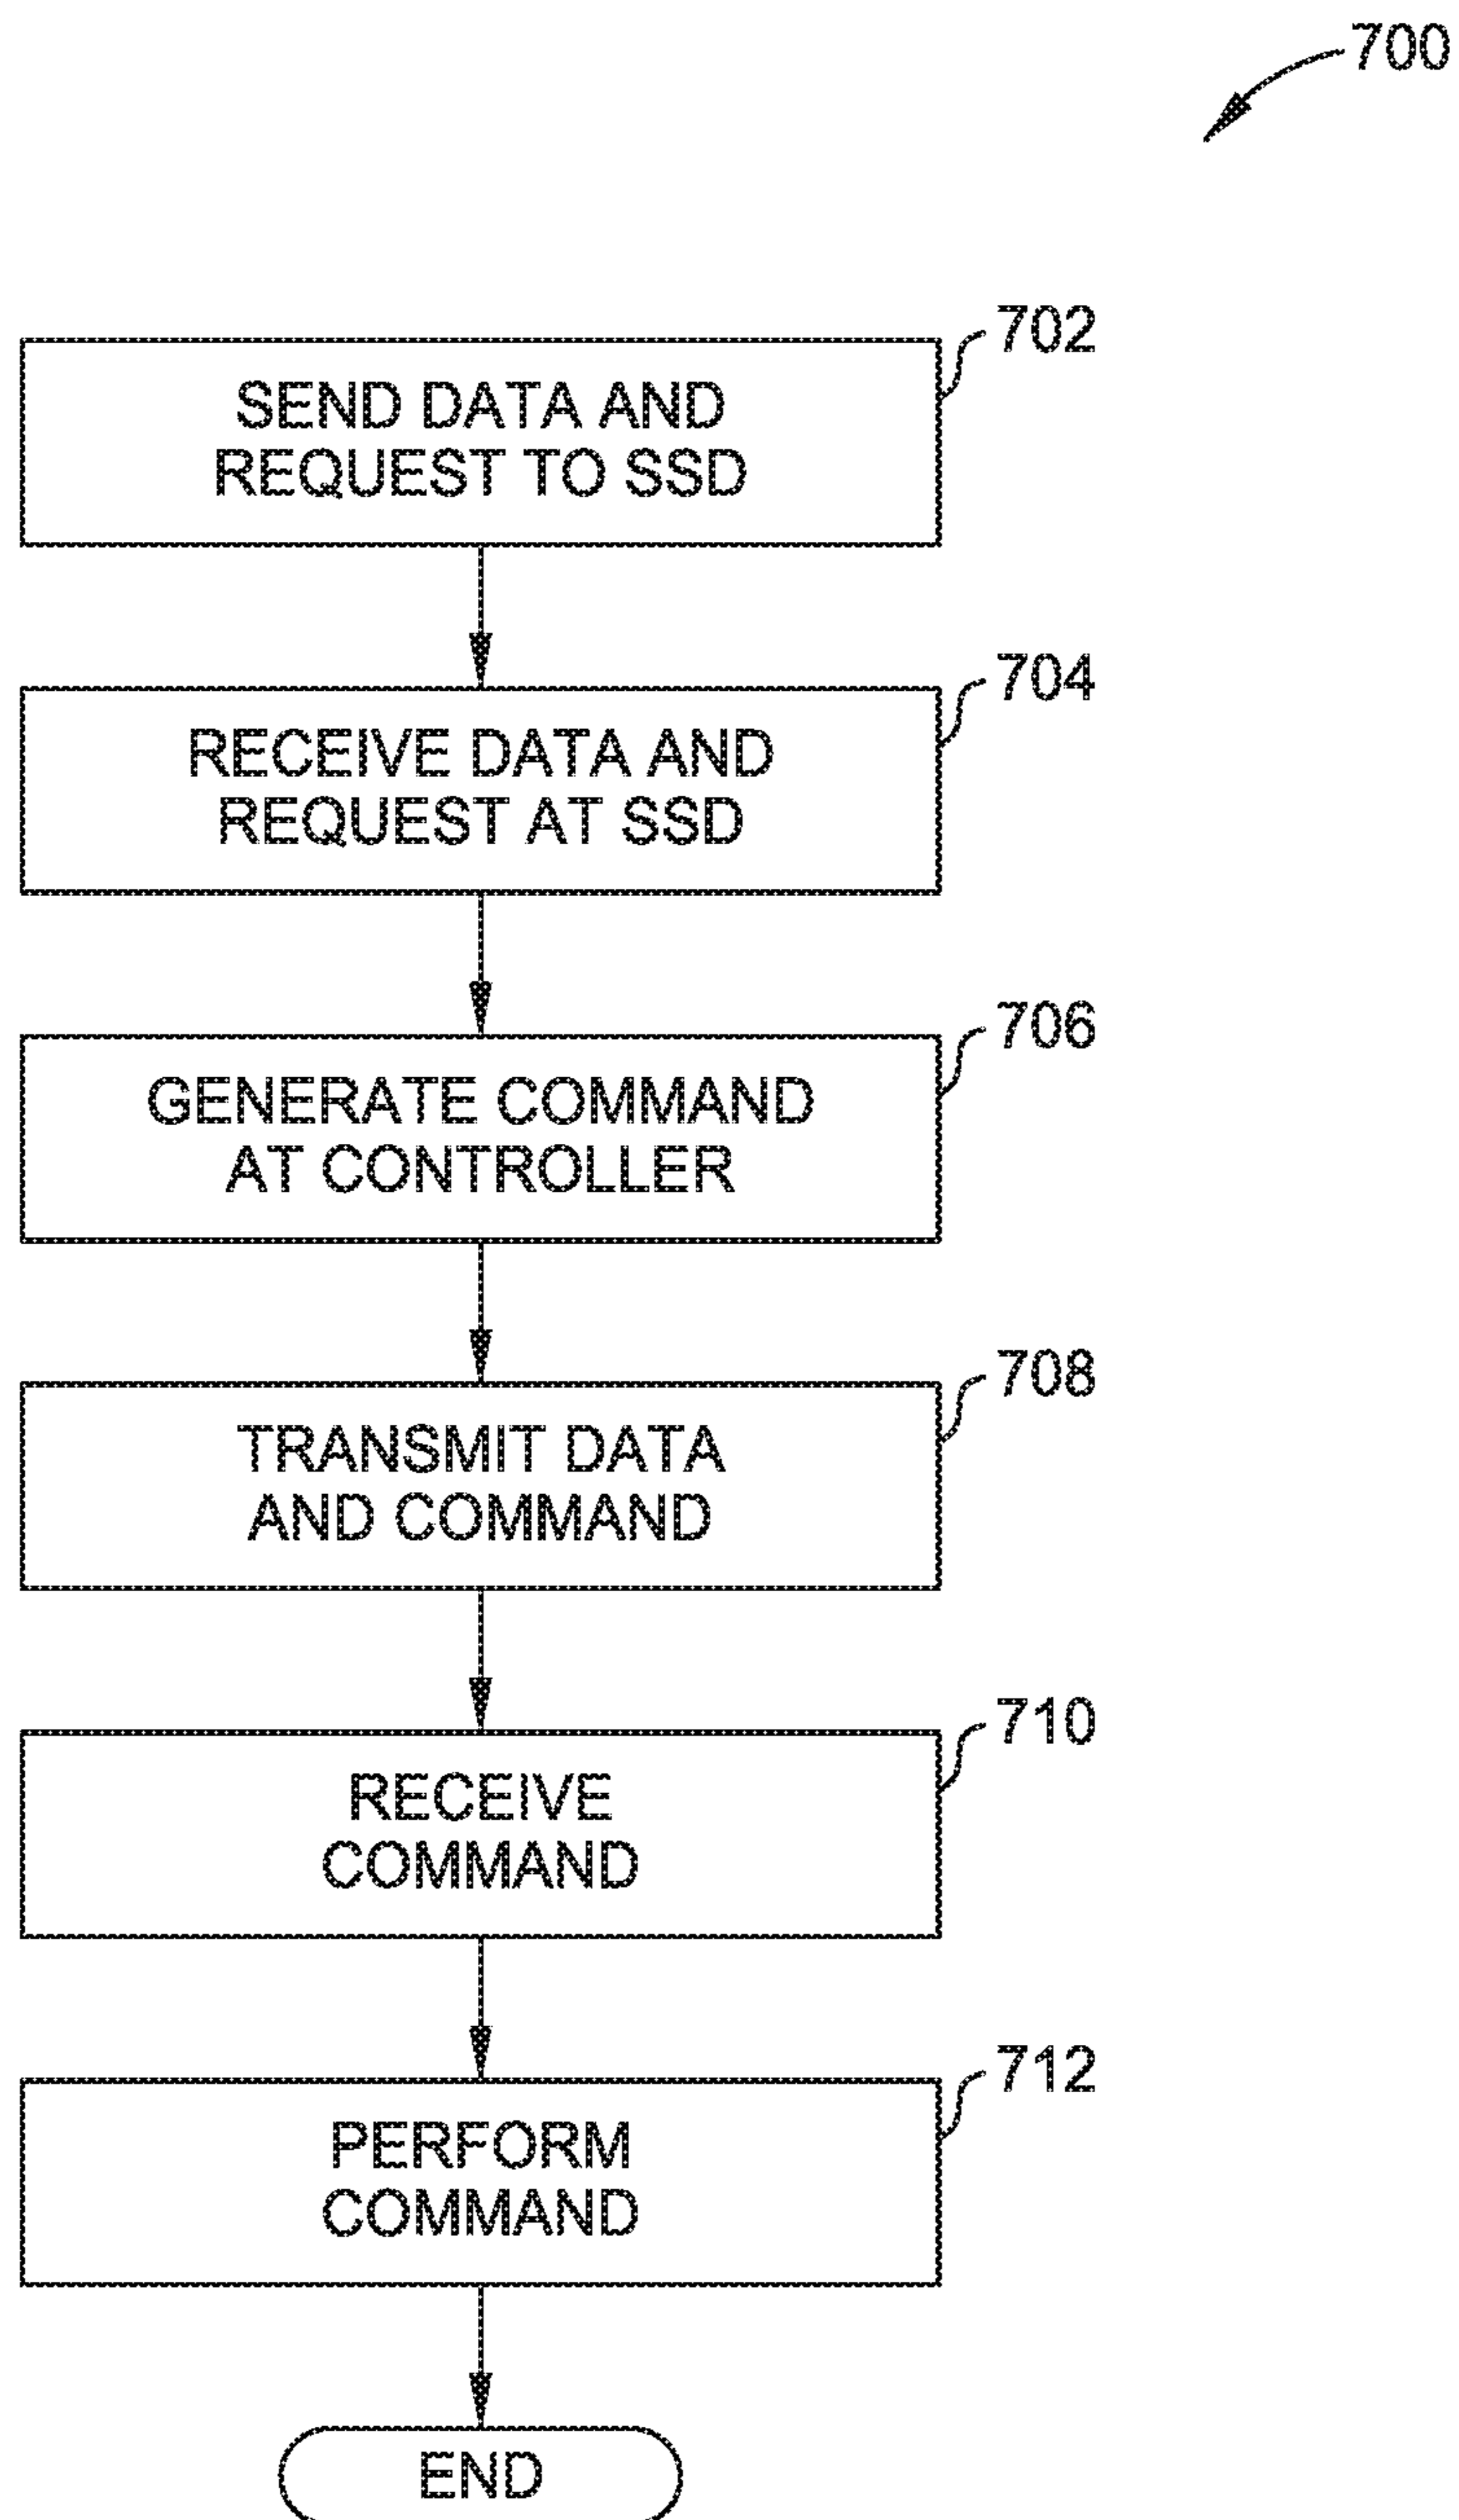 700
702
SEND DATA AND
REQUEST TO SSD
704
RECEIVE DATA AND
REQUEST AT SSD
706
GENERATE COMMAND
AT CONTROLLER
708
TRANSMIT DATA
AND COMMAND
710
RECEIVE
COMMAND
712
PERFORM
COMMAND
END